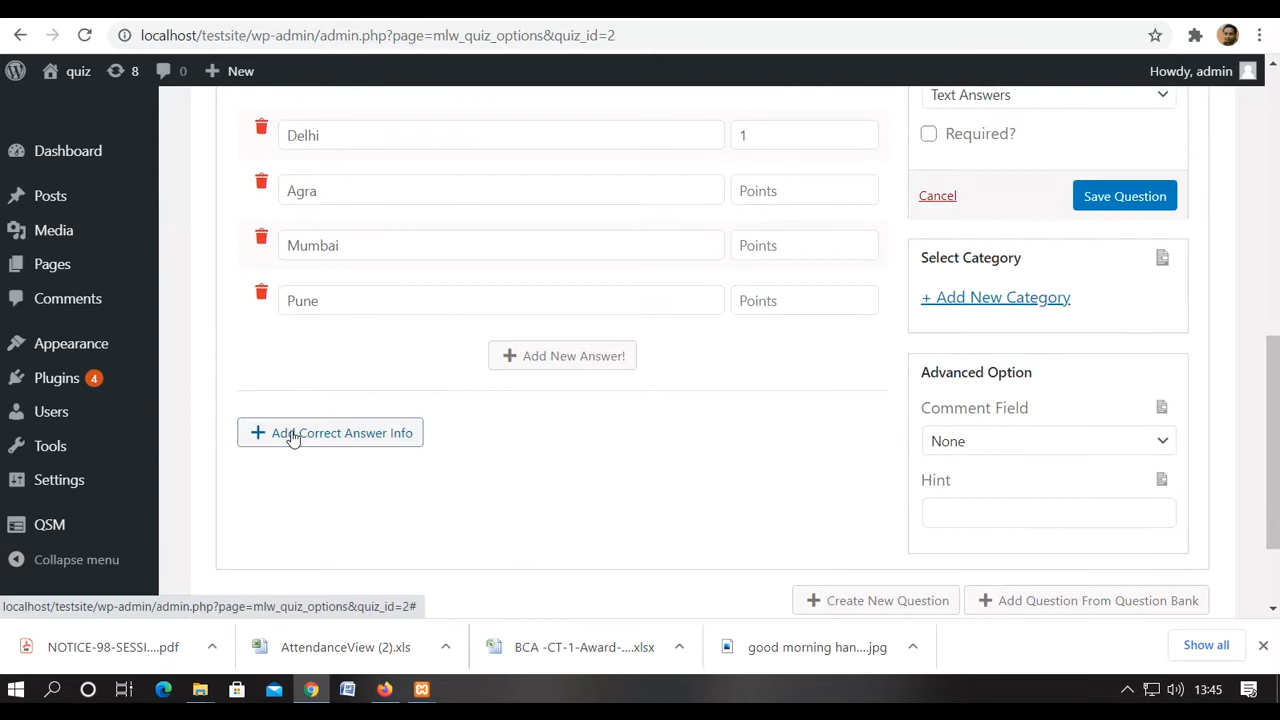 localhost/testsite/wp-admin/admin.php?page=mlw_quiz_options&quiz_id=2
quiz
8
0
New
Howdy, admin
Dashboard
Posts
Media
Pages
Comments
Appearance
Plugins 4
Users
Tools
Settings
QSM
Collapse menu
Delhi
1
Agra
Points
Mumbai
Points
Pune
Points
Add New Answer!
Add Correct Answer Info
Text Answers
Required?
Cancel
Save Question
Select Category
+ Add New Category
Advanced Option
Comment Field
None
Hint
Create New Question
Add Question From Question Bank
localhost/testsite/wp-admin/admin.php?page=mlw_quiz_options&quiz_id=2#
NOTICE-98-SESSI....pdf
AttendanceView (2).xls
BCA -CT-1-Award-....xlsx
good morning han....jpg
Show all
13:45